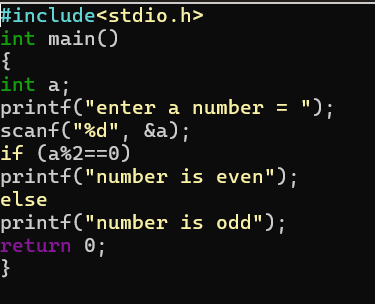 #include<stdio.h>
int main()
{
int a;
printf("enter a number = ");
scanf("%d", &a);
if (a%2==0)
printf("number is even");
else
printf("number is odd");
return 0;
}